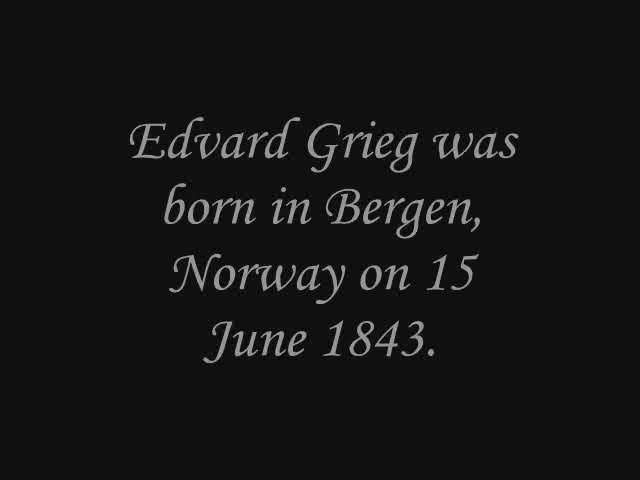 Edvard Grieg was
born in Bergen,
Norway on 15
June 1843.